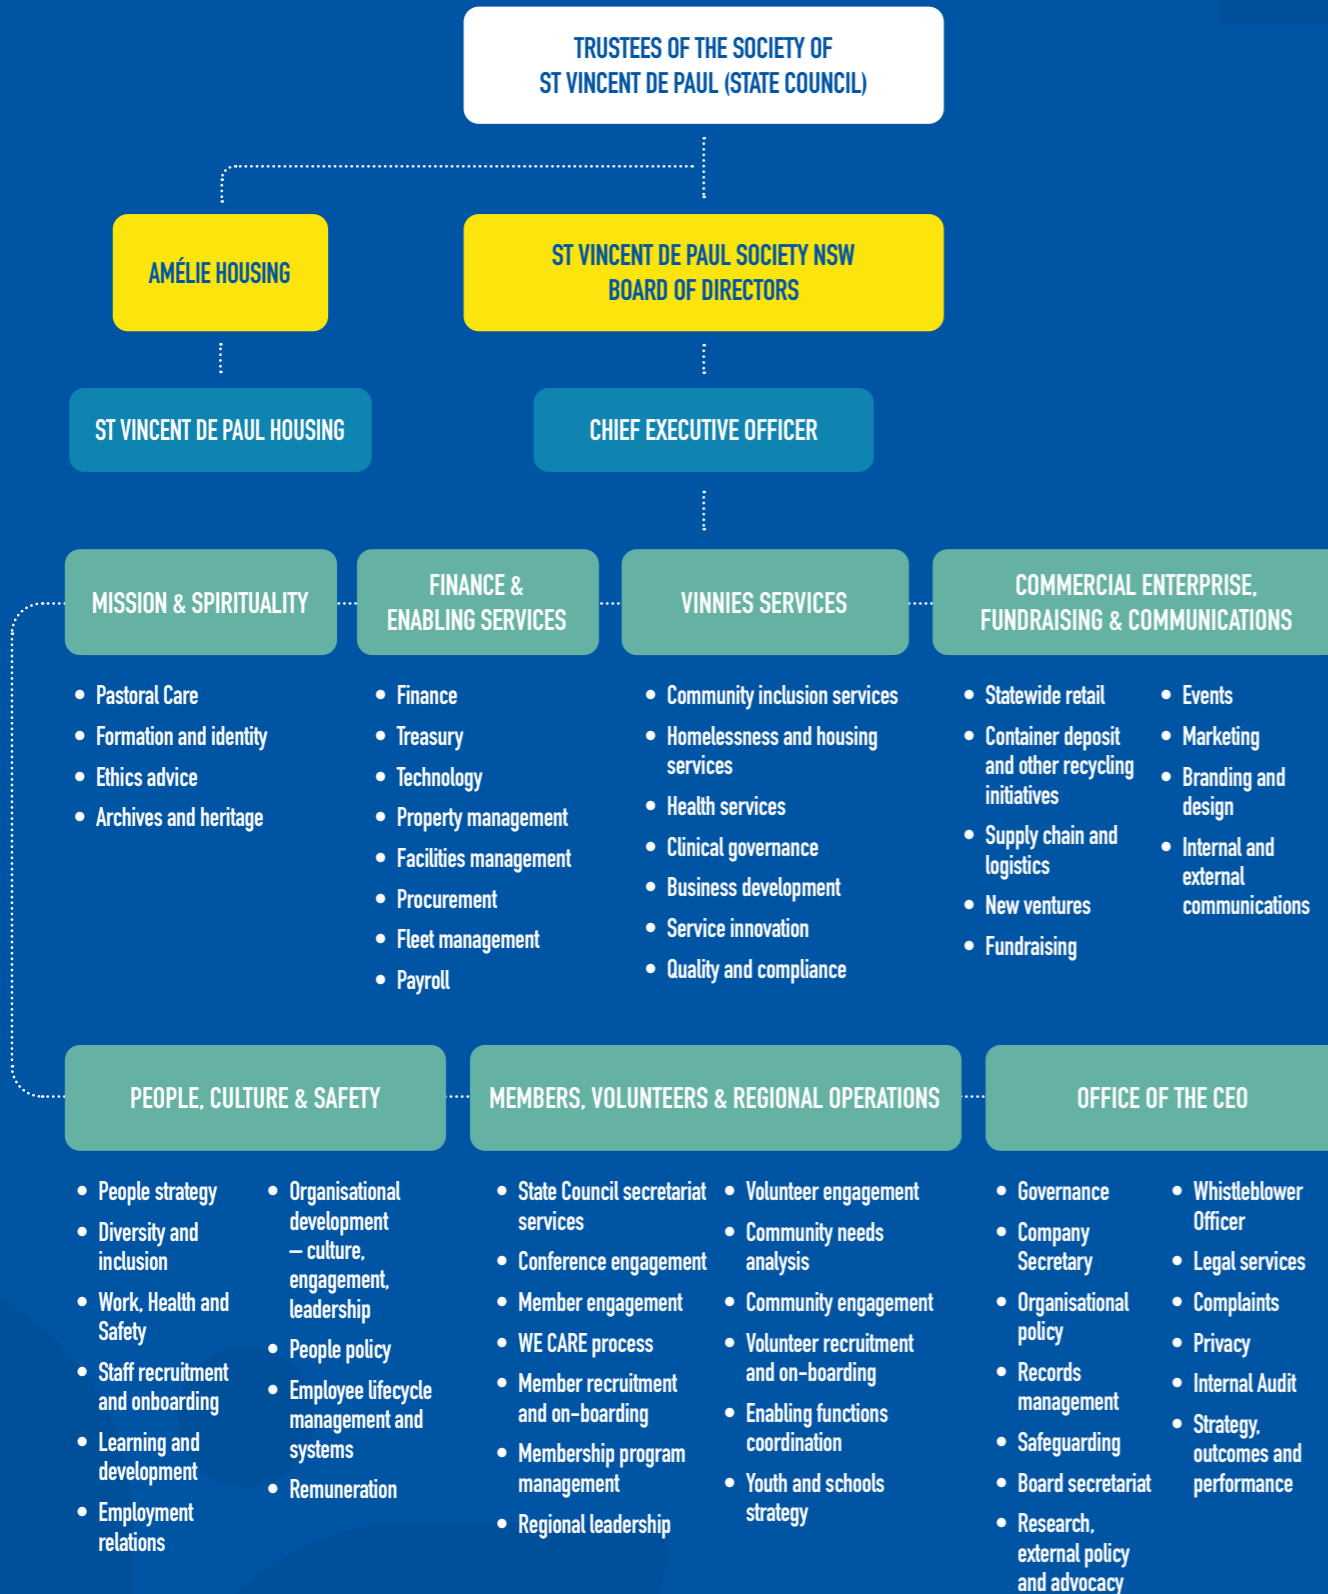 TRUSTEES OF THE SOCIETY OF
ST VINCENT DE PAUL (STATE COUNCIL)
AMÉLIE HOUSING
ST VINCENT DE PAUL SOCIETY NSW
BOARD OF DIRECTORS
ST VINCENT DE PAUL HOUSING
CHIEF EXECUTIVE OFFICER
MISSION & SPIRITUALITY
• Pastoral Care
• Formation and identity
• Ethics advice
• Archives and heritage
FINANCE &
ENABLING SERVICES
• Finance
• Treasury
• Technology
• Property management
• Facilities management
• Procurement
• Fleet management
• Payroll
VINNIES SERVICES
• Community inclusion services
• Homelessness and housing
services
• Health services
• Clinical governance
• Business development
• Service innovation
• Quality and compliance
COMMERCIAL ENTERPRISE,
FUNDRAISING & COMMUNICATIONS
• Statewide retail
• Container deposit
and other recycling
initiatives
• Supply chain and
logistics
• New ventures
• Fundraising
• Events
• Marketing
• Branding and
design
• Internal and
external
communications
PEOPLE, CULTURE & SAFETY
• People strategy
• Diversity and
inclusion
• Work, Health and
Safety
• Staff recruitment
and onboarding
• Learning and
development
• Employment
relations
• Organisational
development
– culture,
engagement,
leadership
• People policy
• Employee lifecycle
management and
systems
• Remuneration
MEMBERS, VOLUNTEERS & REGIONAL OPERATIONS
• State Council secretariat
services
• Conference engagement
• Member engagement
• WE CARE process
• Member recruitment
and on-boarding
• Membership program
management
• Regional leadership
• Volunteer engagement
• Community needs
analysis
• Community engagement
• Volunteer recruitment
and on-boarding
• Enabling functions
coordination
• Youth and schools
strategy
OFFICE OF THE CEO
• Governance
• Company
Secretary
• Organisational
policy
• Records
management
• Safeguarding
• Board secretariat
• Research,
external policy
and advocacy
• Whistleblower
Officer
• Legal services
• Complaints
• Privacy
• Internal Audit
• Strategy,
outcomes and
performance